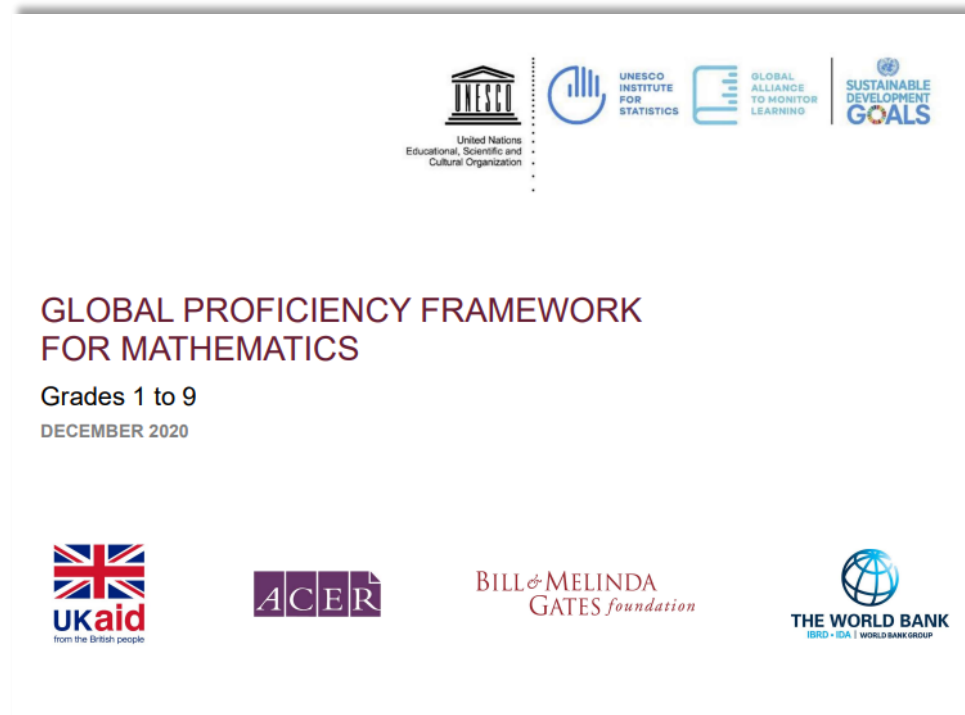 UNESCO
United Nations
Educational, Scientific and
Cultural Organization
UNESCO
INSTITUTE
FOR
STATISTICS
GLOBAL
ALLIANCE
TO MONITOR
LEARNING
SUSTAINABLE
DEVELOPMENT
GOALS
GLOBAL PROFICIENCY FRAMEWORK
FOR MATHEMATICS
Grades 1 to 9
DECEMBER 2020
UKaid
from the British people
ACER
BILL & MELINDA
GATES foundation
THE WORLD BANK
IBRD • IDA | WORLD BANK GROUP